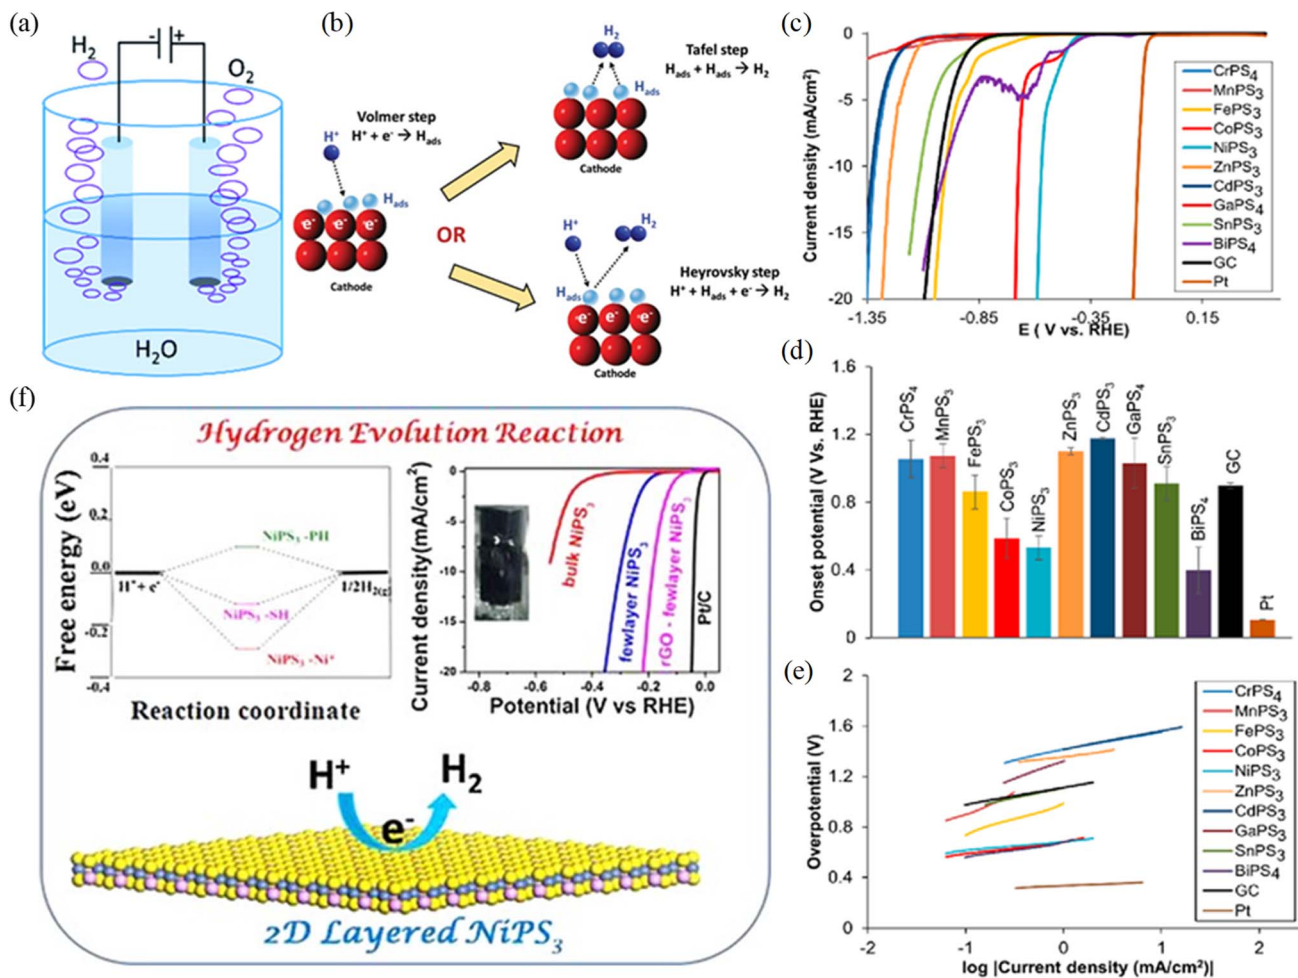 (a)
H2
- +
O2
H2O
(b)
Volmer step
H+ + e- → Hads
H+
Hads
e- e- e-
Cathode
OR
H2
Tafel step
Hads + Hads → H2
Hads
Cathode
H+
H2
Heyrovsky step
H+ + Hads + e- → H2
Hads
e- e- e-
Cathode
(c)
Current density (mA/cm2)
0
-5
-10
-15
-20
-1.35 -0.85 -0.35 0.15
E ( V vs. RHE)
CrPS4
MnPS3
FePS3
CoPS3
NiPS3
ZnPS3
CdPS3
GaPS4
SnPS3
BiPS4
GC
Pt
(d)
Onset potential (V Vs. RHE)
1.6
1.2
0.8
0.4
0
CrPS4
MnPS3
FePS3
CoPS3
NiPS3
ZnPS3
CdPS3
GaPS4
SnPS3
BiPS4
GC
Pt
(e)
Overpotential (V)
2
1.6
1.2
0.8
0.4
0
-2 -1 0 1 2
log |Current density (mA/cm2)|
CrPS4
MnPS3
FePS3
CoPS3
NiPS3
ZnPS3
CdPS3
GaPS3
SnPS3
BiPS4
GC
Pt
(f)
Hydrogen Evolution Reaction
Free energy (eV)
0.4
0.2
0.0
-0.2
-0.4
H++ e-
NiPS3 -PH
NiPS3 -SH
NiPS3 -Ni*
1/2H2(g)
Reaction coordinate
Current density(mA/cm2)
0
-5
-10
-15
-20
bulk NiPS3
fewlayer NiPS3
rGO - fewlayer NiPS3
Pt/C
-0.8 -0.6 -0.4 -0.2 0.0
Potential (V vs RHE)
H+
H2
e-
2D Layered NiPS3